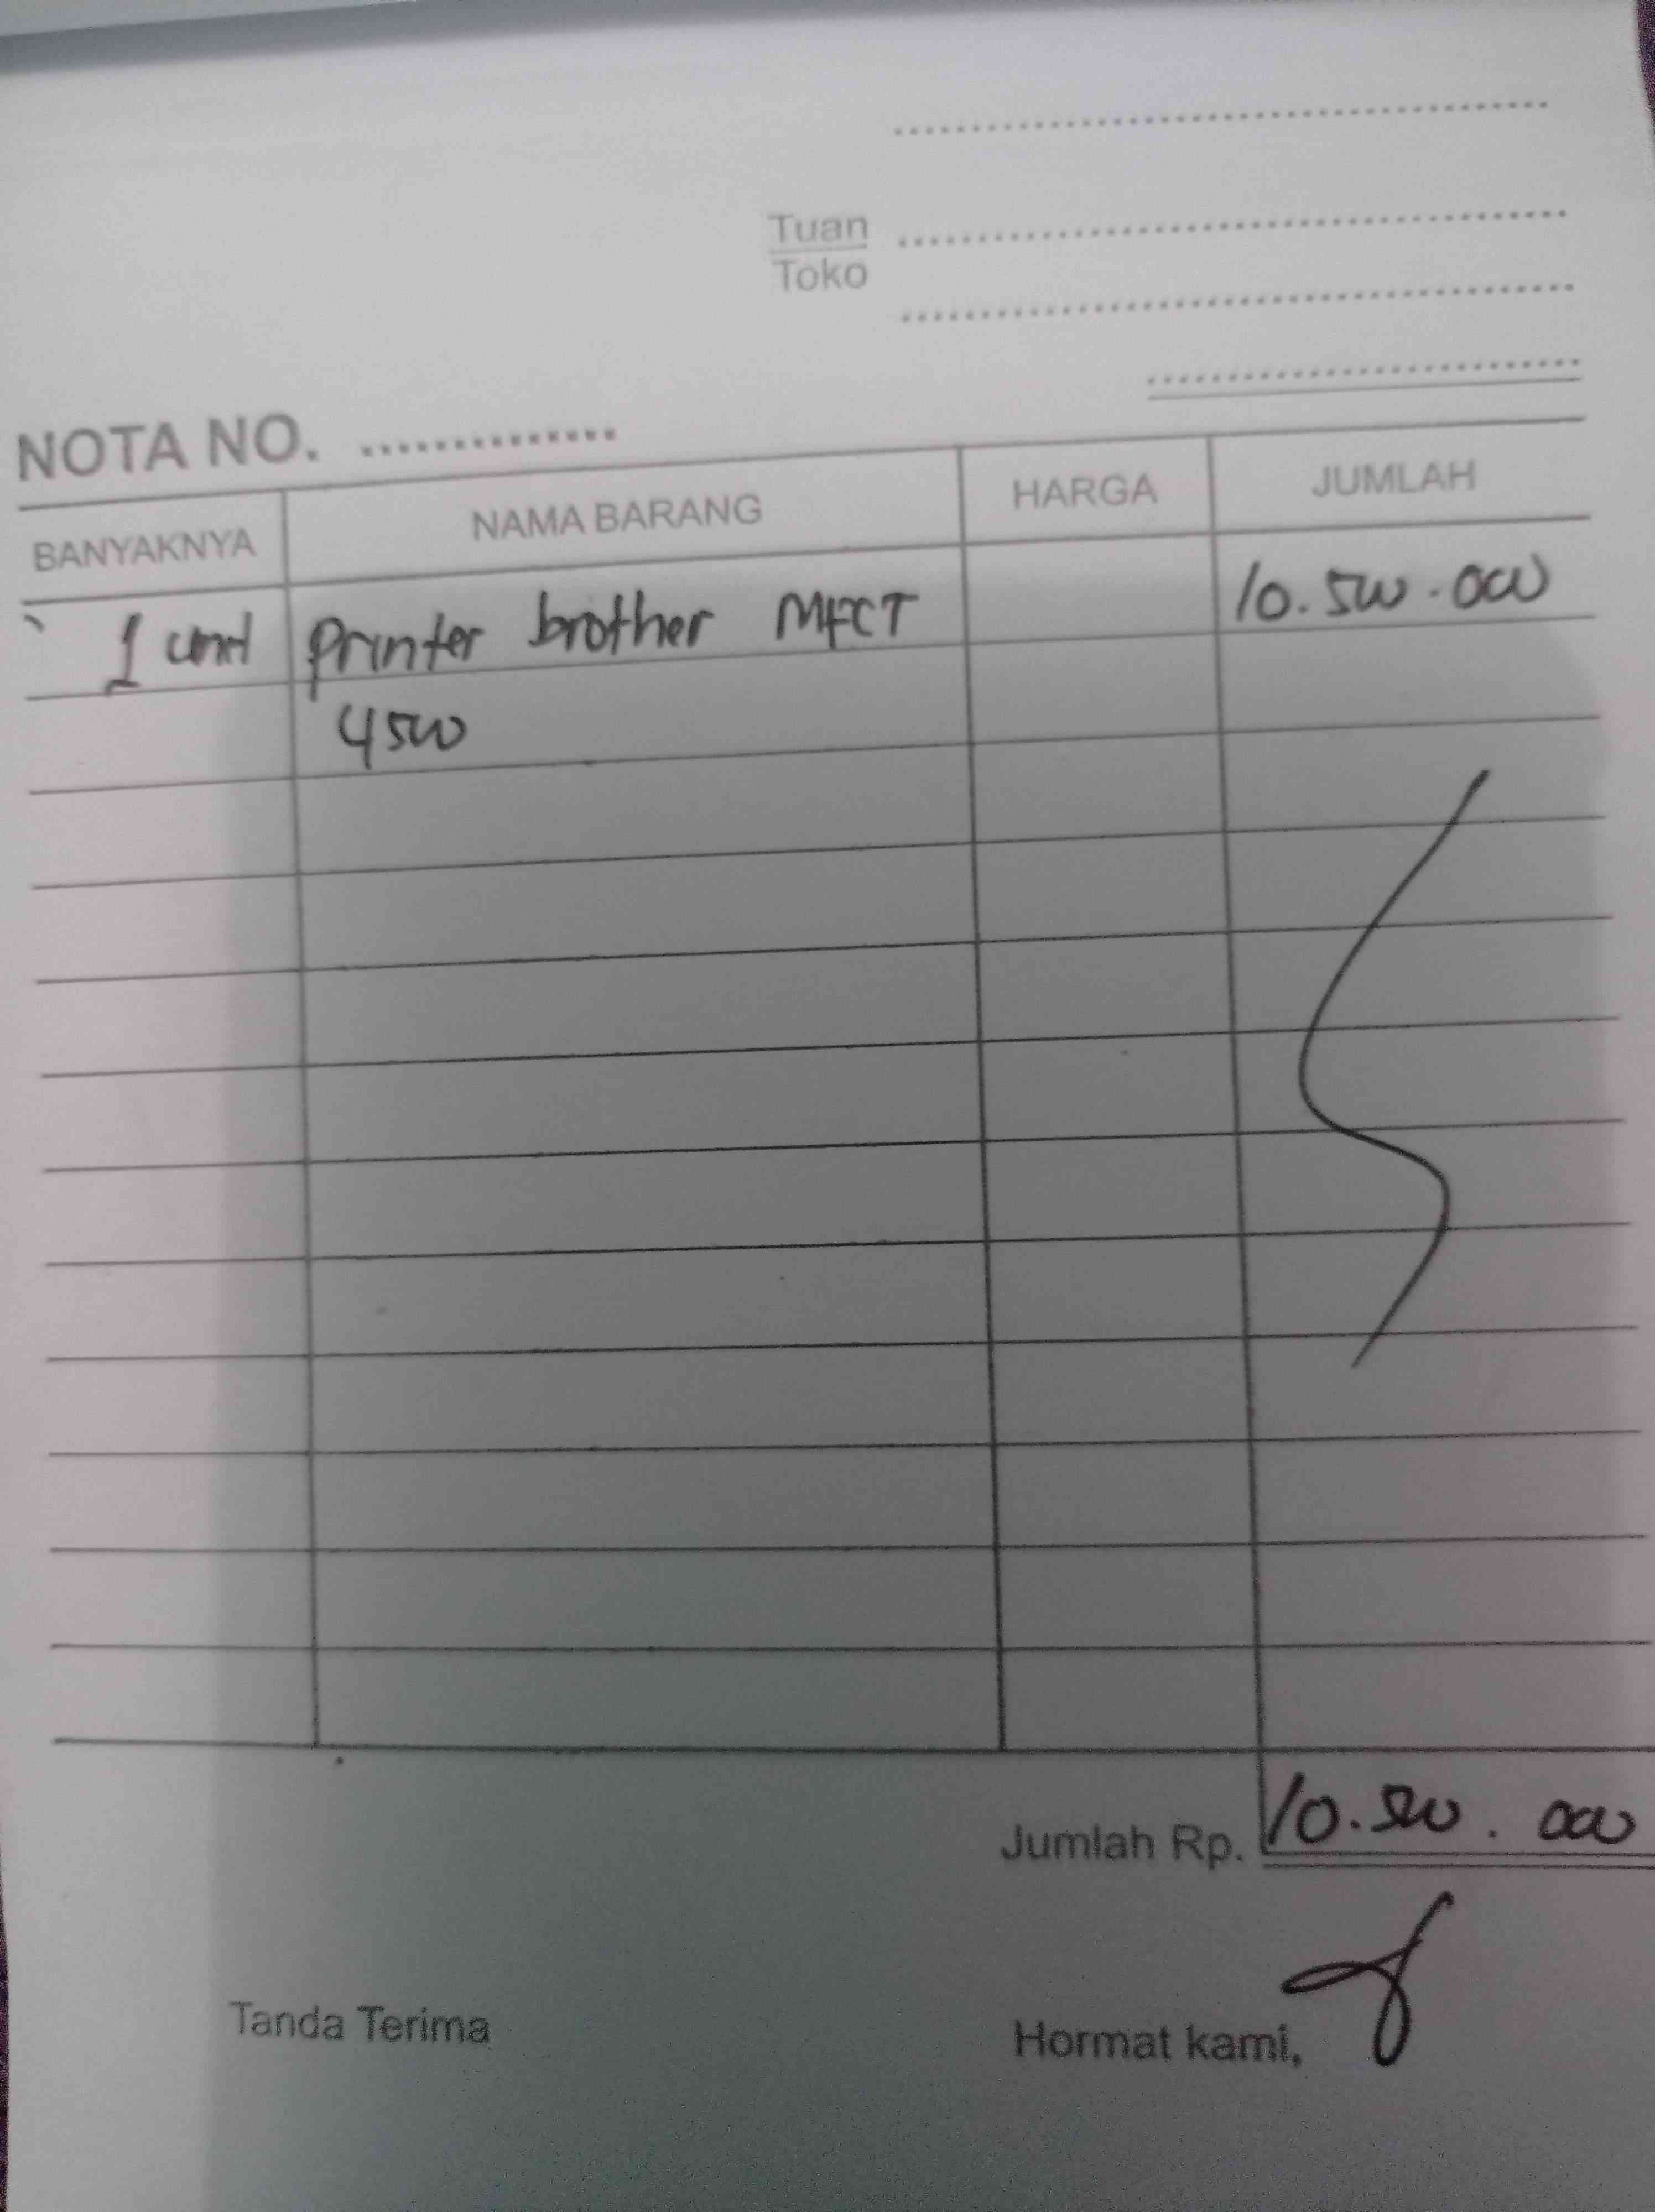 Tuan
Toko
NOTA NO.
BANYAKNYA NAMA BARANG HARGA JUMLAH
1 unit Printer brother MFCT 10.500.000
4500
Jumlah Rp. 10.500.000
Tanda Terima Hormat kami,